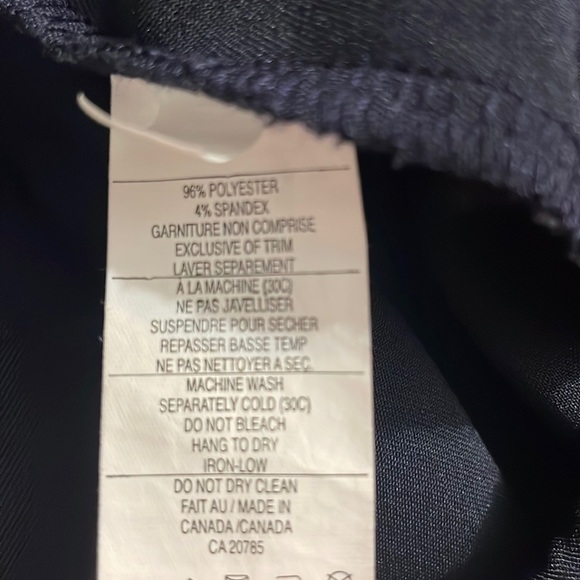 96% POLYESTER
4% SPANDEX
GARNITURE NON COMPRISE
EXCLUSIVE OF TRIM
LAVER SEPAREMENT
À LA MACHINE (30C)
NE PAS JAVELLISER
SUSPENDRE POUR SECHER
REPASSER BASSE TEMP
NE PAS NETTOYER A SEC.
MACHINE WASH
SEPARATELY COLD (30C)
DO NOT BLEACH
HANG TO DRY
IRON-LOW
DO NOT DRY CLEAN
FAIT AU / MADE IN
CANADA /CANADA
CA 20785